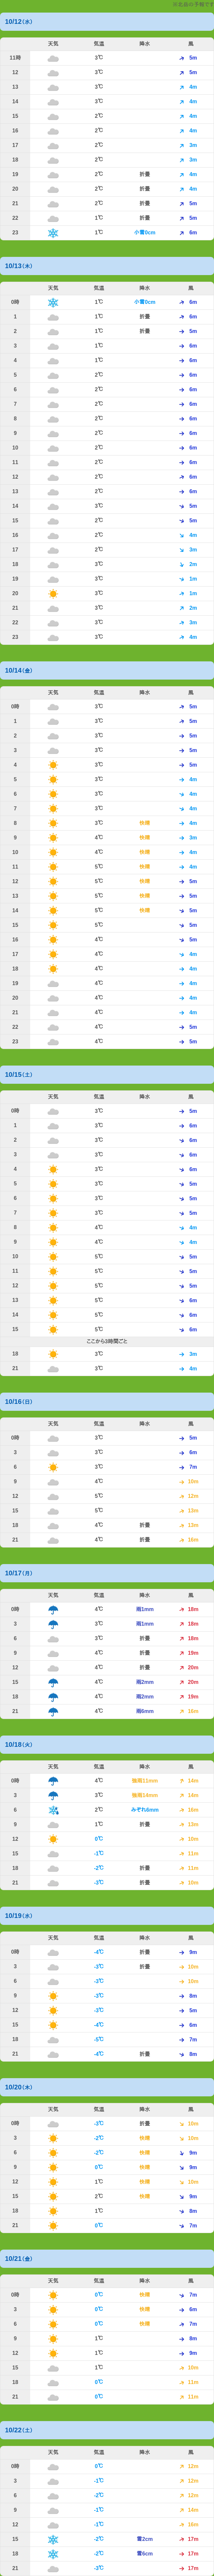 10/12(水)
天気 気温 降水 風
11時 3℃ 5m
12 3℃ 5m
13 3℃ 4m
14 3℃ 4m
15 2℃ 4m
16 2℃ 4m
17 2℃ 3m
18 2℃ 3m
19 2℃ 折畳 4m
20 2℃ 折畳 4m
21 2℃ 折畳 5m
22 1℃ 折畳 5m
23 1℃ 小雪0cm 6m
10/13(木)
天気 気温 降水 風
0時 1℃ 小雪0cm 6m
1 1℃ 折畳 6m
2 1℃ 折畳 5m
3 1℃ 6m
4 1℃ 6m
5 2℃ 6m
6 2℃ 6m
7 2℃ 6m
8 2℃ 6m
9 2℃ 6m
10 2℃ 6m
11 2℃ 6m
12 2℃ 6m
13 2℃ 6m
14 3℃ 5m
15 2℃ 5m
16 2℃ 4m
17 2℃ 3m
18 3℃ 2m
19 3℃ 1m
20 3℃ 1m
21 3℃ 2m
22 3℃ 3m
23 3℃ 4m
10/14(金)
天気 気温 降水 風
0時 3℃ 5m
1 3℃ 5m
2 3℃ 5m
3 3℃ 5m
4 3℃ 5m
5 3℃ 4m
6 3℃ 4m
7 3℃ 4m
8 3℃ 快晴 4m
9 4℃ 快晴 3m
10 4℃ 快晴 4m
11 5℃ 快晴 4m
12 5℃ 快晴 5m
13 5℃ 快晴 5m
14 5℃ 快晴 5m
15 5℃ 5m
16 4℃ 5m
17 4℃ 4m
18 4℃ 4m
19 4℃ 4m
20 4℃ 4m
21 4℃ 4m
22 4℃ 5m
23 4℃ 5m
10/15(土)
天気 気温 降水 風
0時 3℃ 5m
1 3℃ 6m
2 3℃ 6m
3 3℃ 6m
4 3℃ 6m
5 3℃ 5m
6 3℃ 5m
7 3℃ 5m
8 4℃ 4m
9 4℃ 4m
10 5℃ 5m
11 5℃ 5m
12 5℃ 5m
13 5℃ 6m
14 5℃ 6m
15 5℃ 6m
ここから3時間ごと
18 3℃ 3m
21 3℃ 4m
10/16(日)
天気 気温 降水 風
0時 3℃ 5m
3 3℃ 6m
6 3℃ 7m
9 4℃ 10m
12 5℃ 12m
15 5℃ 13m
18 4℃ 折畳 13m
21 4℃ 折畳 16m
10/17(月)
天気 気温 降水 風
0時 4℃ 雨1mm 18m
3 3℃ 雨1mm 18m
6 3℃ 折畳 18m
9 4℃ 折畳 19m
12 4℃ 折畳 20m
15 4℃ 雨2mm 20m
18 4℃ 雨2mm 19m
21 4℃ 雨6mm 16m
10/18(火)
天気 気温 降水 風
0時 4℃ 強雨11mm 14m
3 3℃ 強雨14mm 14m
6 2℃ みぞれ6mm 16m
9 1℃ 折畳 13m
12 0℃ 10m
15 -1℃ 11m
18 -2℃ 折畳 11m
21 -3℃ 折畳 10m
10/19(水)
天気 気温 降水 風
0時 -4℃ 折畳 9m
3 -3℃ 折畳 10m
6 -3℃ 10m
9 -3℃ 8m
12 -3℃ 5m
15 -4℃ 6m
18 -5℃ 7m
21 -4℃ 折畳 8m
10/20(木)
天気 気温 降水 風
0時 -3℃ 折畳 10m
3 -2℃ 快晴 10m
6 -2℃ 快晴 9m
9 0℃ 快晴 9m
12 1℃ 快晴 10m
15 2℃ 快晴 9m
18 1℃ 8m
21 0℃ 7m
10/21(金)
天気 気温 降水 風
0時 0℃ 快晴 7m
3 0℃ 快晴 6m
6 0℃ 快晴 7m
9 1℃ 8m
12 1℃ 9m
15 1℃ 10m
18 0℃ 11m
21 0℃ 11m
10/22(土)
天気 気温 降水 風
0時 0℃ 12m
3 -1℃ 12m
6 -2℃ 12m
9 -1℃ 14m
12 -1℃ 16m
15 -2℃ 雪2cm 17m
18 -2℃ 雪5cm 17m
21 -3℃ 17m